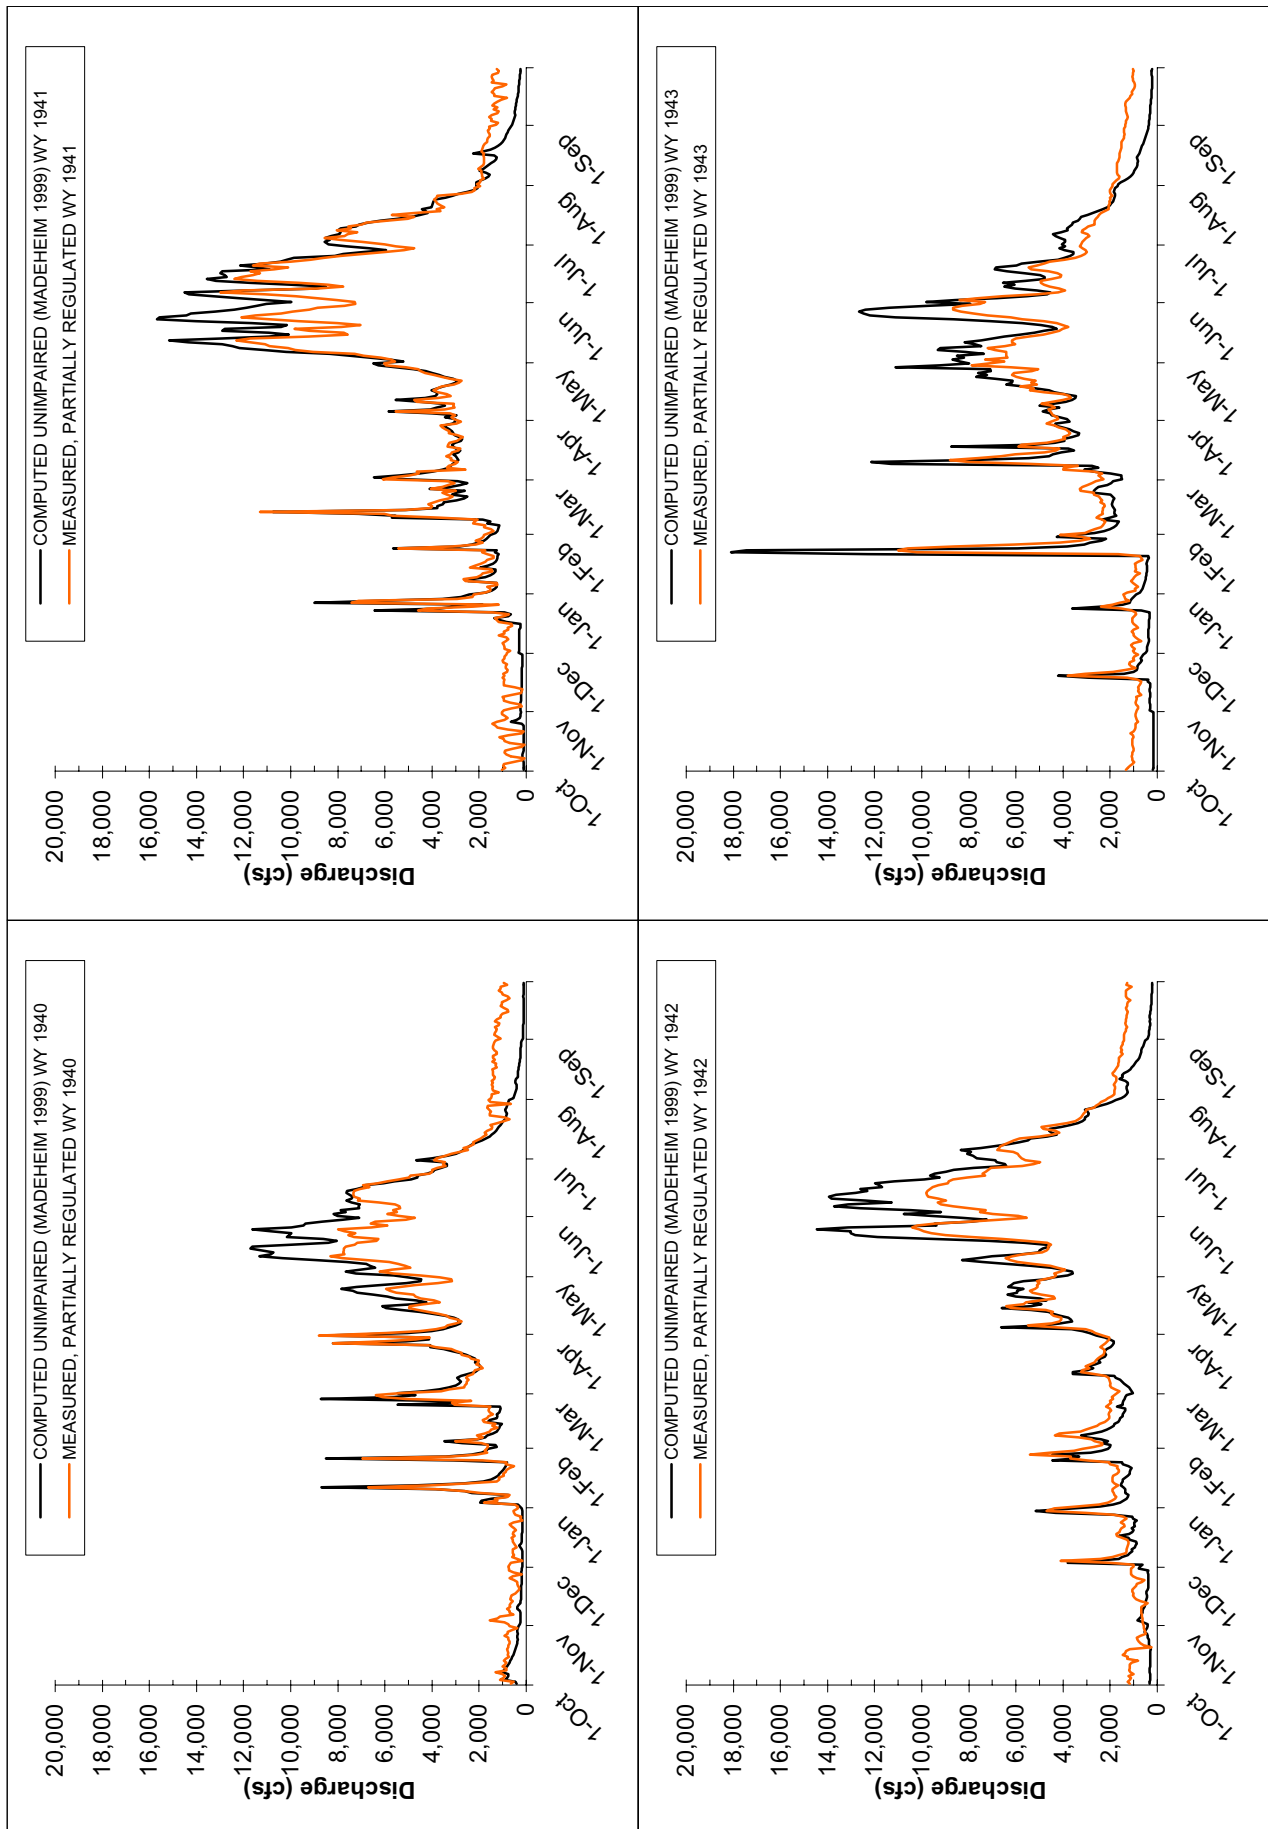 COMPUTED UNIMPAIRED (MADEHEIM 1999) WY 1940
MEASURED, PARTIALLY REGULATED WY 1940
20,000
18,000
16,000
14,000
12,000
10,000
8,000
6,000
4,000
2,000
0
Discharge (cfs)
1-Oct
1-Nov
1-Dec
1-Jan
1-Feb
1-Mar
1-Apr
1-May
1-Jun
1-Jul
1-Aug
1-Sep
COMPUTED UNIMPAIRED (MADEHEIM 1999) WY 1941
MEASURED, PARTIALLY REGULATED WY 1941
20,000
18,000
16,000
14,000
12,000
10,000
8,000
6,000
4,000
2,000
0
Discharge (cfs)
1-Oct
1-Nov
1-Dec
1-Jan
1-Feb
1-Mar
1-Apr
1-May
1-Jun
1-Jul
1-Aug
1-Sep
COMPUTED UNIMPAIRED (MADEHEIM 1999) WY 1942
MEASURED, PARTIALLY REGULATED WY 1942
20,000
18,000
16,000
14,000
12,000
10,000
8,000
6,000
4,000
2,000
0
Discharge (cfs)
1-Oct
1-Nov
1-Dec
1-Jan
1-Feb
1-Mar
1-Apr
1-May
1-Jun
1-Jul
1-Aug
1-Sep
COMPUTED UNIMPAIRED (MADEHEIM 1999) WY 1943
MEASURED, PARTIALLY REGULATED WY 1943
20,000
18,000
16,000
14,000
12,000
10,000
8,000
6,000
4,000
2,000
0
Discharge (cfs)
1-Oct
1-Nov
1-Dec
1-Jan
1-Feb
1-Mar
1-Apr
1-May
1-Jun
1-Jul
1-Aug
1-Sep